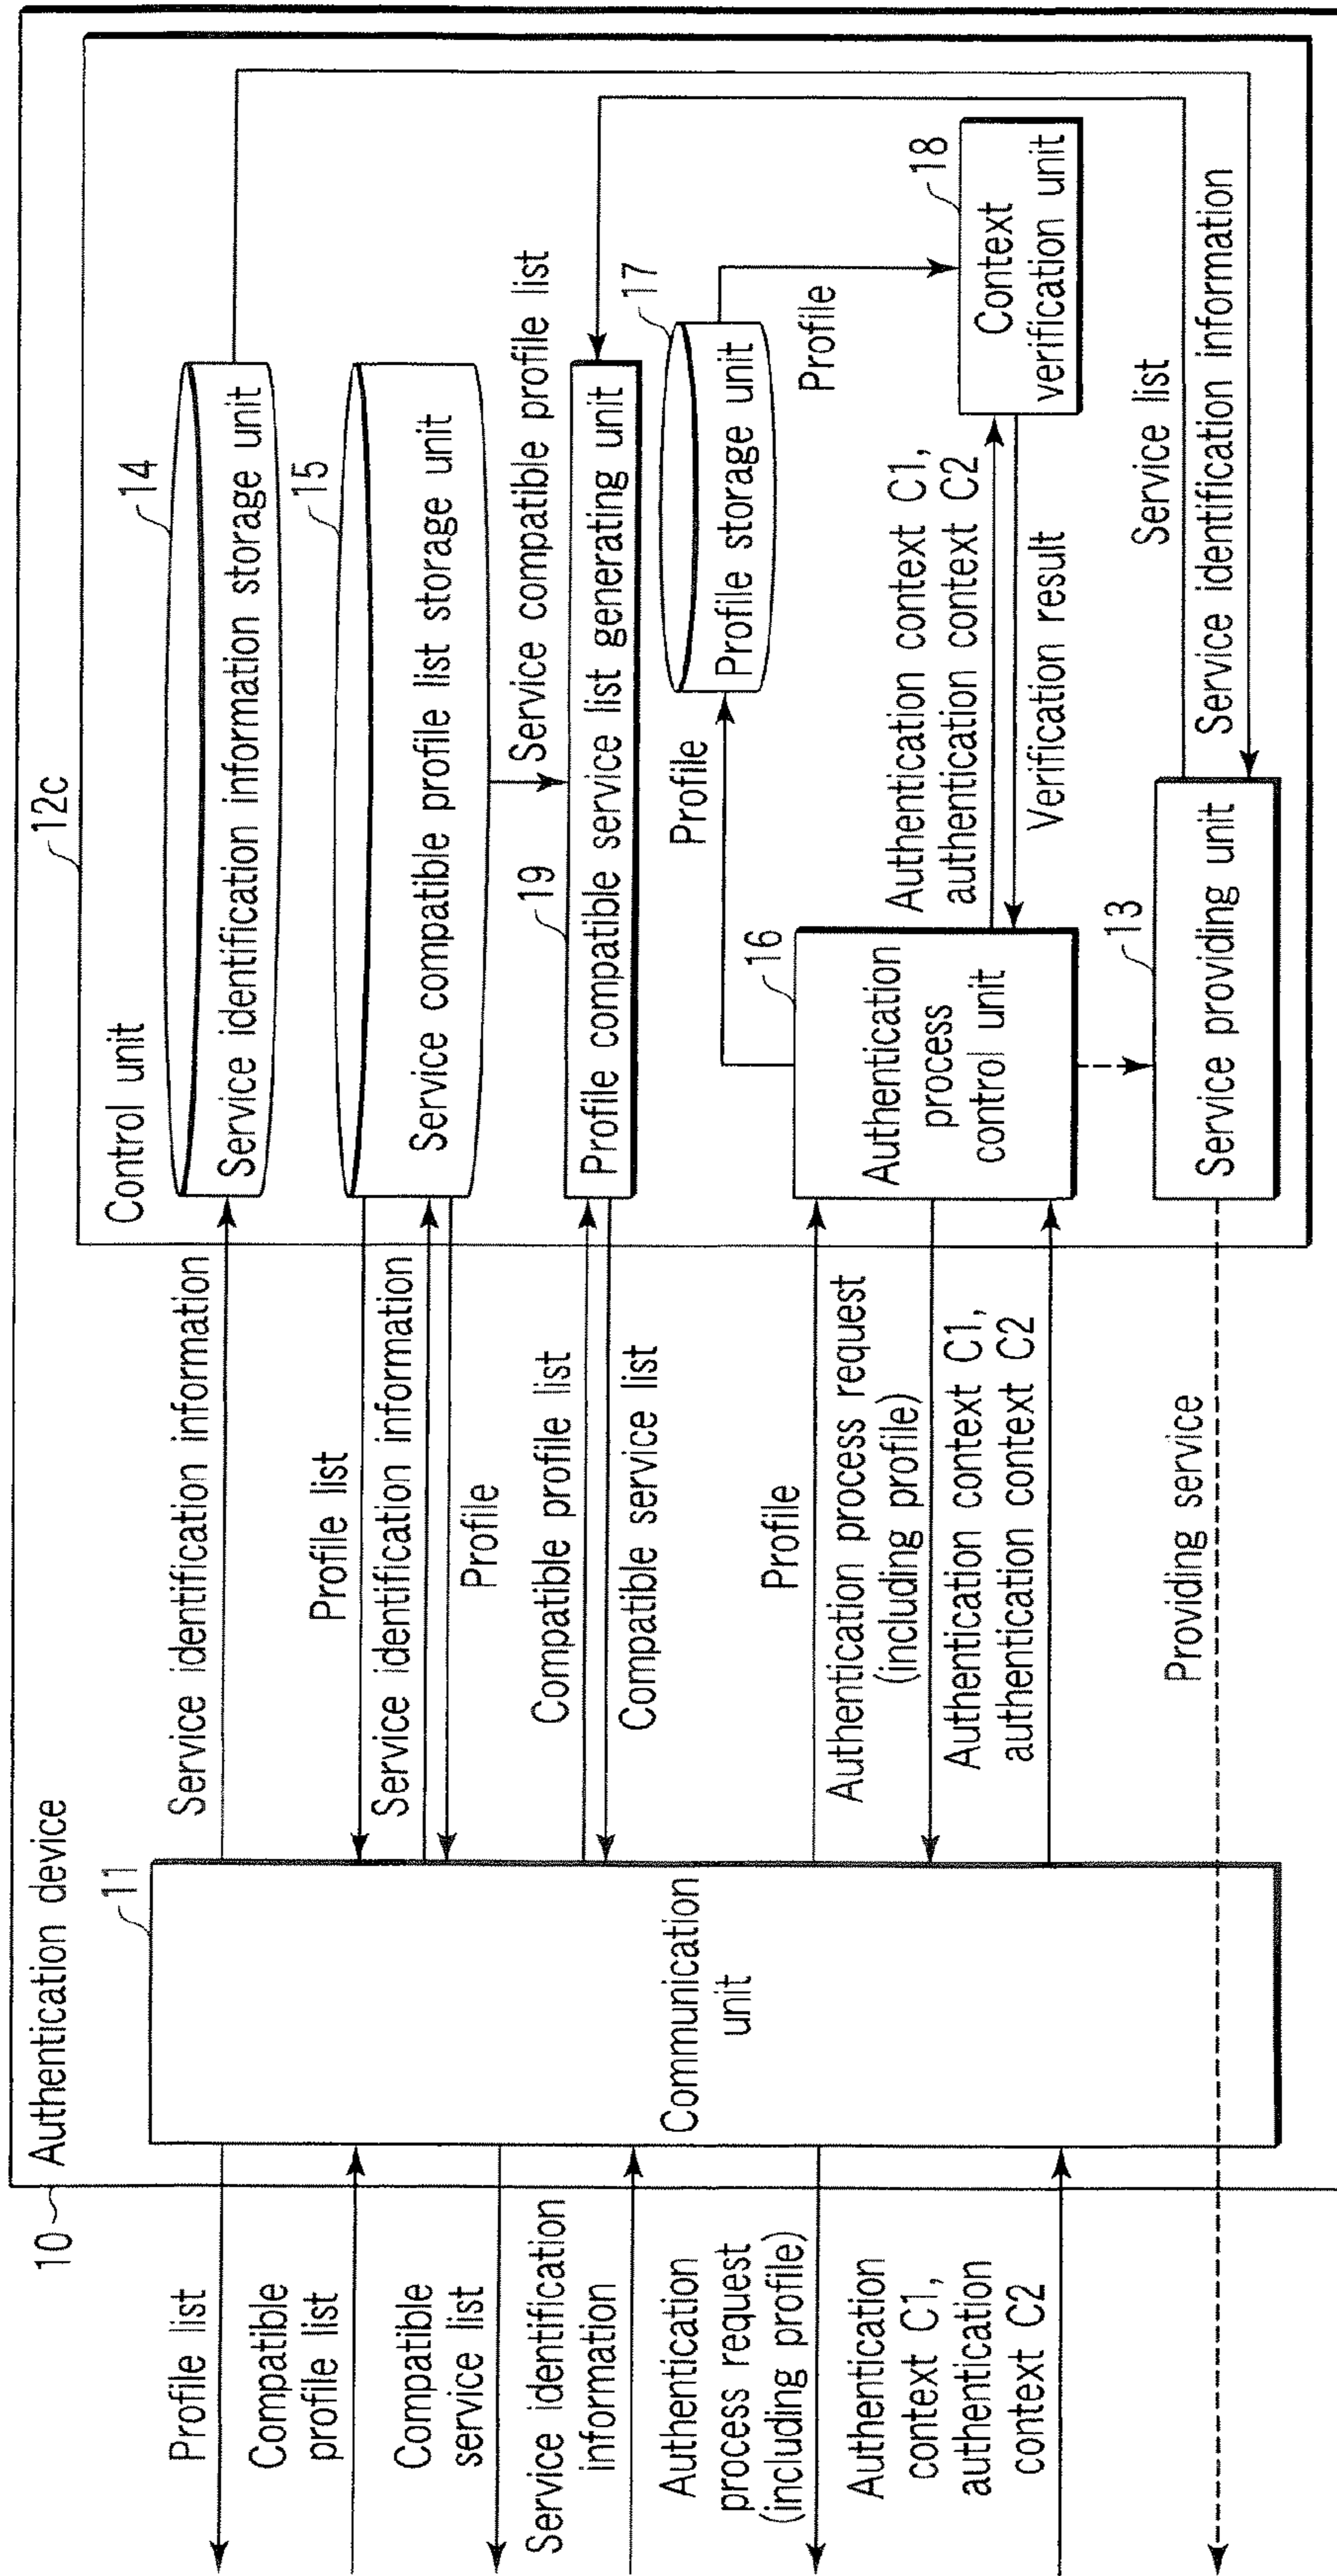 10
Authentication device
Profile list
Compatible
profile list
Compatible
service list
Service identification
information
Authentication
process request
(including profile)
Authentication
context C1,
authentication
context C2
11
Communication
unit
Service identification information
Profile list
Service identification information
Profile
Compatible profile list
Compatible service list
Profile
Authentication process request
(including profile)
Authentication context C1,
authentication context C2
Providing service
12c
Control unit
14
Service identification information storage unit
15
Service compatible profile list storage unit
Service compatible profile list
19
Profile compatible service list generating unit
17
Profile storage unit
Profile
Profile
16
Authentication
process
control unit
Authentication context C1,
authentication context C2
Verification result
18
Context
verification unit
13
Service providing unit
Service list
Service identification information